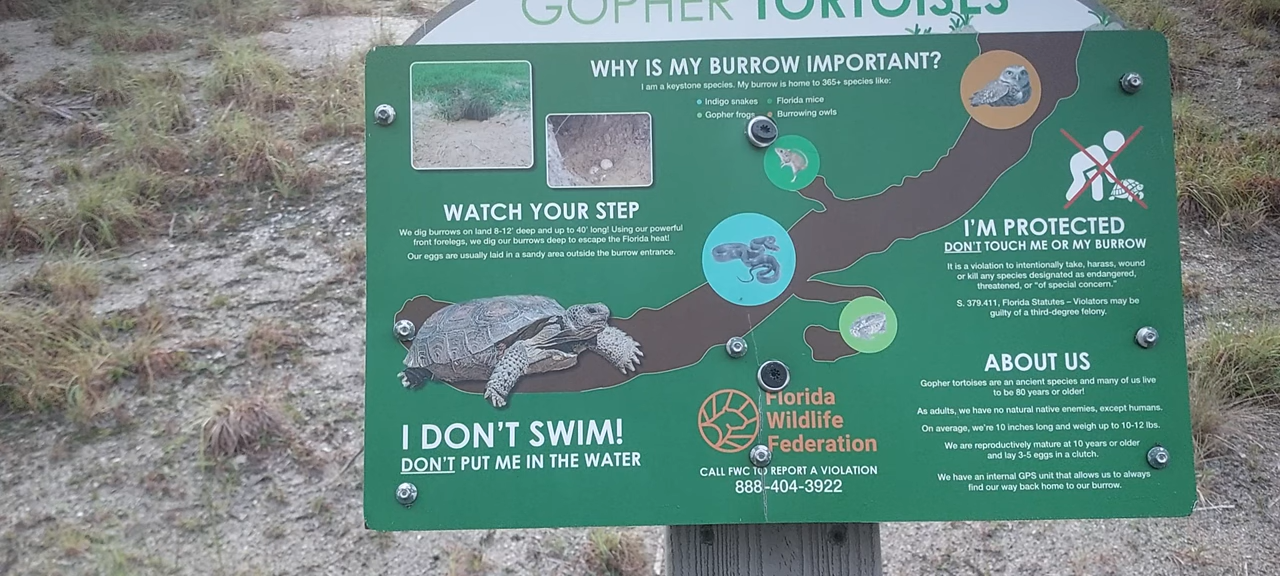 GOPHER TORTOISES
WHY IS MY BURROW IMPORTANT?
I am a keystone species. My burrow is home to 365+ species like:
Indigo snakes
Florida mice
Gopher frogs
Burrowing owls
WATCH YOUR STEP
We dig burrows on land 8-12' deep and up to 40' long! Using our powerful
front forelegs, we dig our burrows deep to escape the Florida heat!
Our eggs are usually laid in a sandy area outside the burrow entrance.
I DON'T SWIM!
DON'T PUT ME IN THE WATER
Florida
Wildlife
Federation
CALL FWC TO REPORT A VIOLATION
888-404-3922
I'M PROTECTED
DON'T TOUCH ME OR MY BURROW
It is a violation to intentionally take, harass, wound
or kill any species designated as endangered,
threatened, or "of special concern."
S. 379.411, Florida Statutes – Violators may be
guilty of a third-degree felony.
ABOUT US
Gopher tortoises are an ancient species and many of us live
to be 80 years or older!
As adults, we have no natural native enemies, except humans.
On average, we're 10 inches long and weigh up to 10-12 lbs.
We are reproductively mature at 10 years or older
and lay 3-5 eggs in a clutch.
We have an internal GPS unit that allows us to always
find our way back home to our burrow.